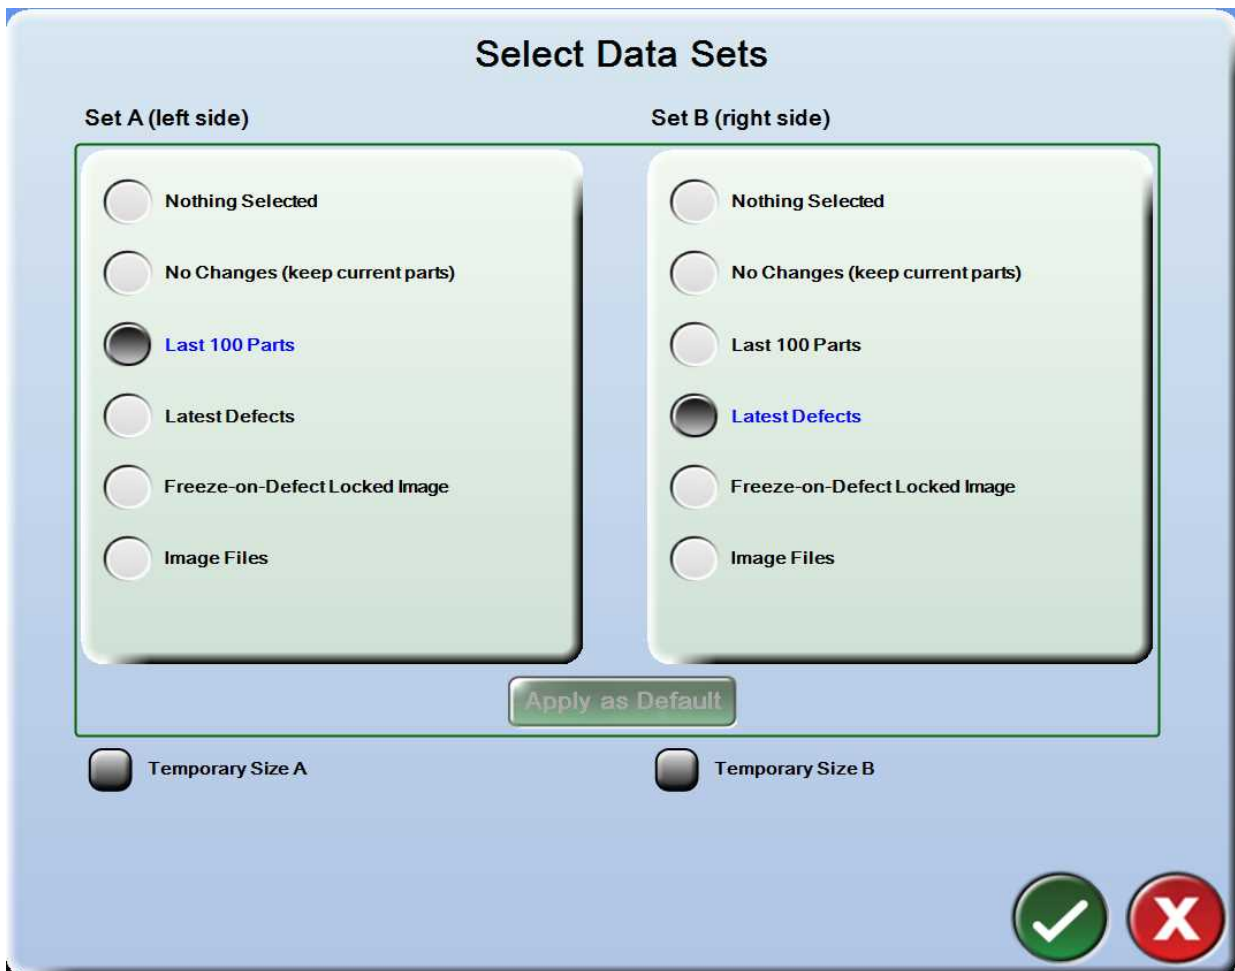 Select Data Sets
Set A (left side)
Set B (right side)
Nothing Selected
No Changes (keep current parts)
Last 100 Parts
Latest Defects
Freeze-on-Defect Locked Image
Image Files
Nothing Selected
No Changes (keep current parts)
Last 100 Parts
Latest Defects
Freeze-on-Defect Locked Image
Image Files
Apply as Default
Temporary Size A
Temporary Size B